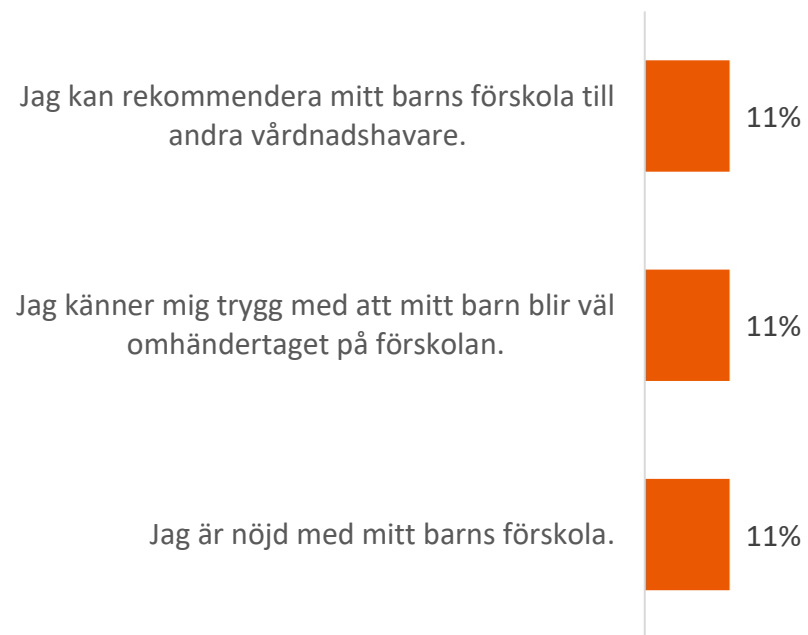 Jag kan rekommendera mitt barns förskola till
andra vårdnadshavare.
11%
Jag känner mig trygg med att mitt barn blir väl
omhändertaget på förskolan.
11%
Jag är nöjd med mitt barns förskola.
11%